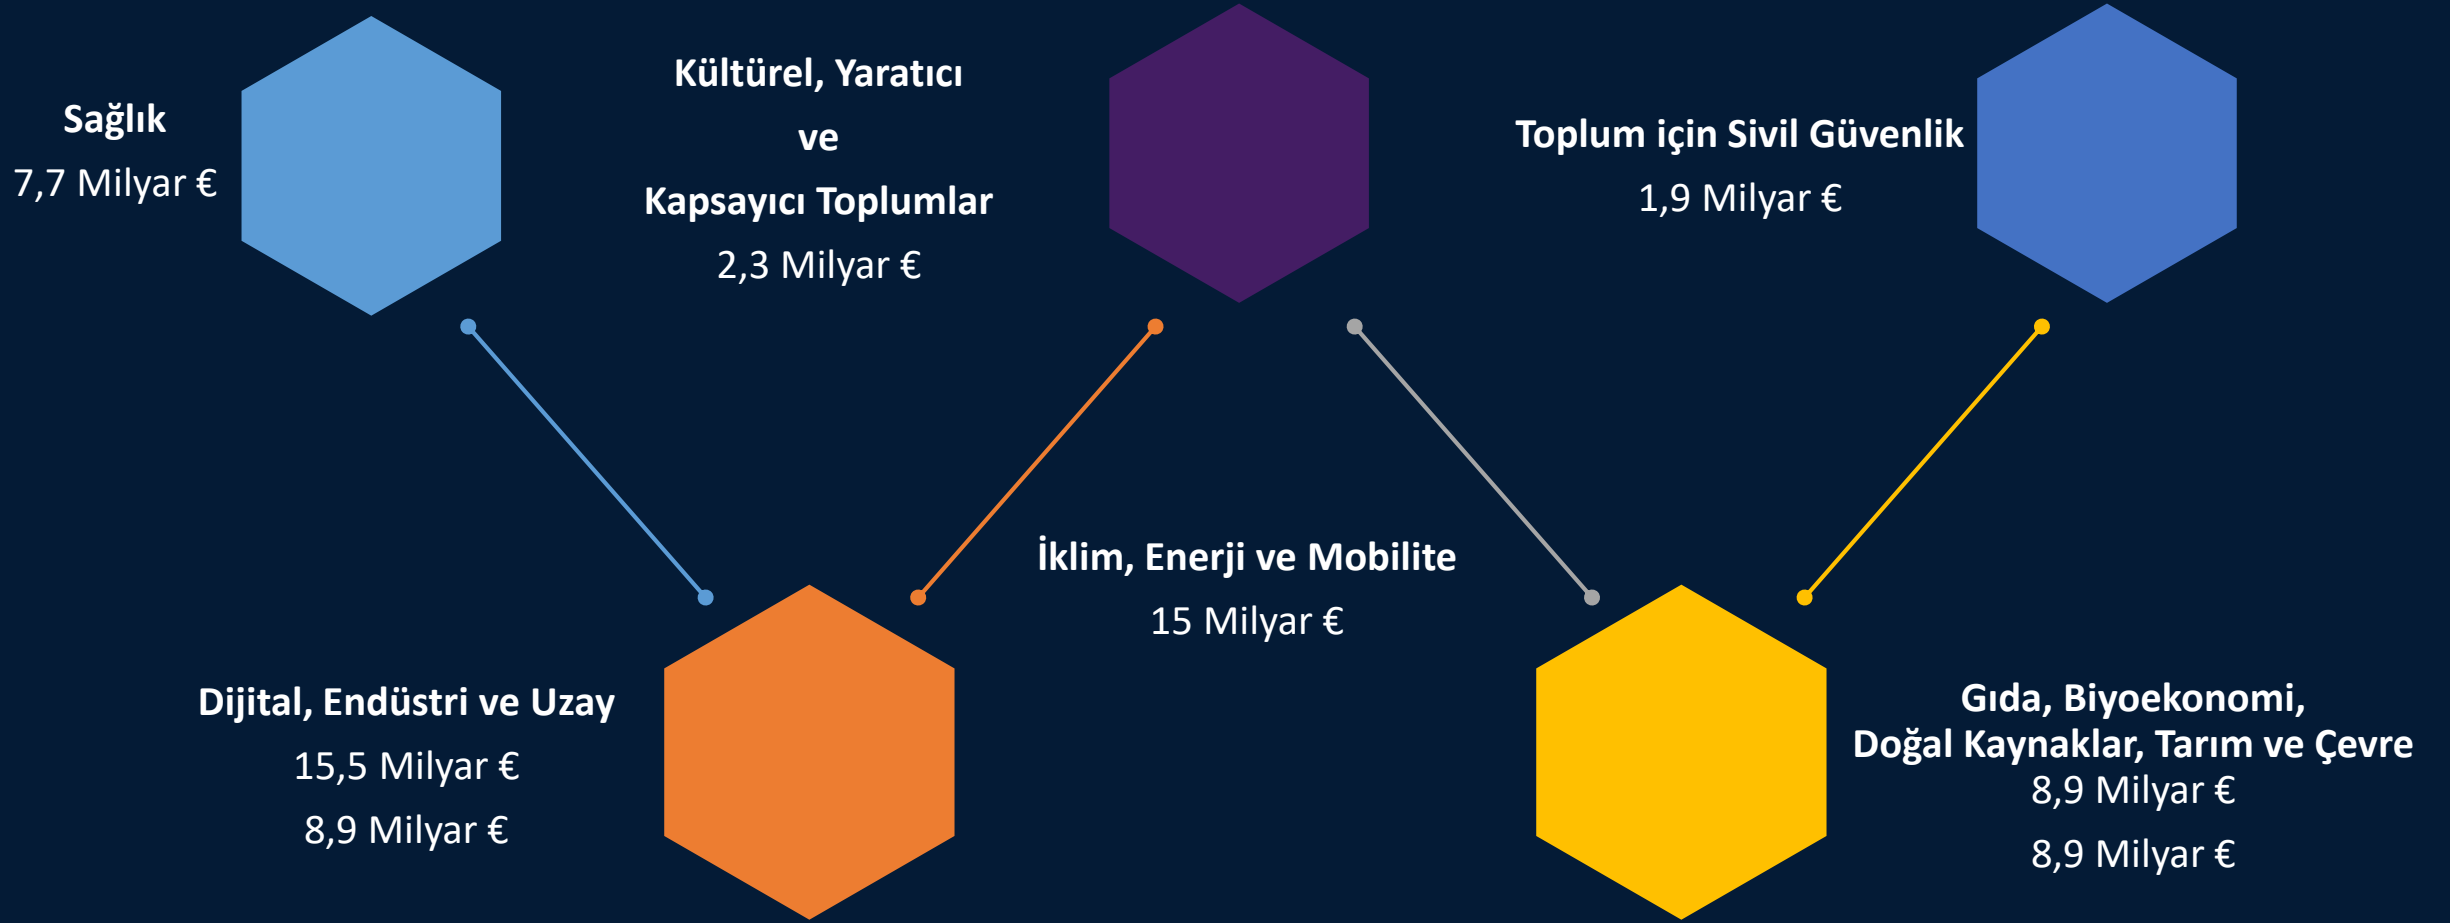 Sağlık
7,7 Milyar €
Kültürel, Yaratıcı
ve
Kapsayıcı Toplumlar
2,3 Milyar €
Toplum için Sivil Güvenlik
1,9 Milyar €
Dijital, Endüstri ve Uzay
15,5 Milyar €
8,9 Milyar €
İklim, Enerji ve Mobilite
15 Milyar €
Gıda, Biyoekonomi,
Doğal Kaynaklar, Tarım ve Çevre
8,9 Milyar €
8,9 Milyar €